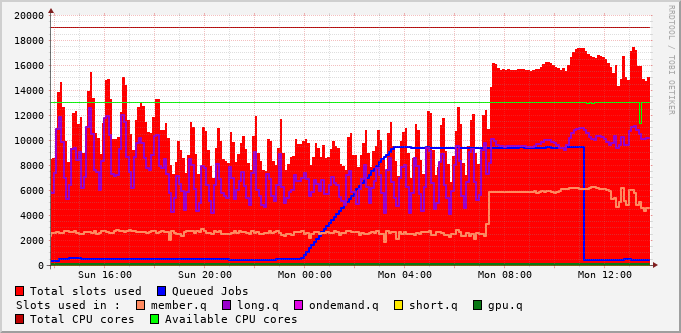 20000
18000
16000
14000
12000
10000
8000
6000
4000
2000
0
Sun 16:00 Sun 20:00 Mon 00:00 Mon 04:00 Mon 08:00 Mon 12:00
Total slots used Queued Jobs
Slots used in : member.q long.q ondemand.q short.q gpu.q
Total CPU cores Available CPU cores
RRDTOOL / TOBI OETIKER